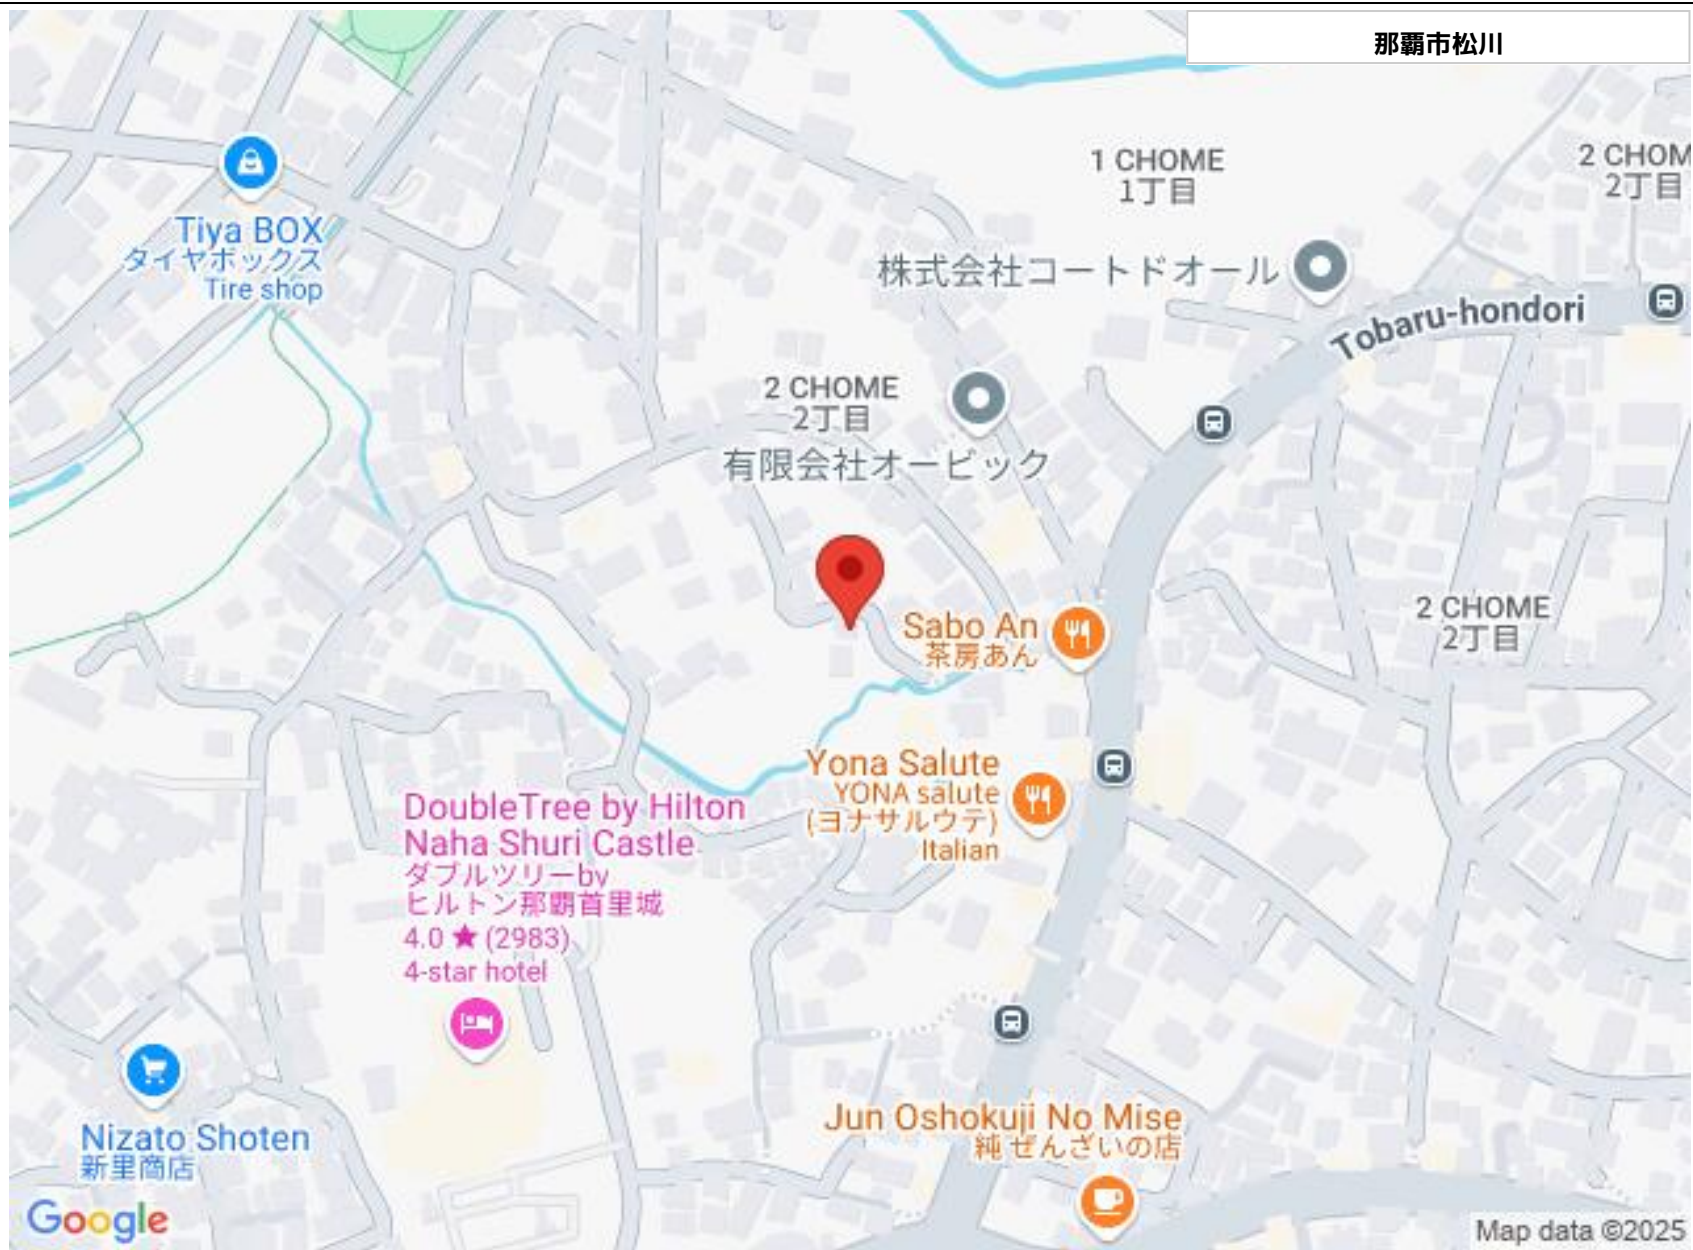 那覇市松川
1 CHOME
1丁目
2 CHOM
2丁目
Tiya BOX
タイヤボックス
Tire shop
株式会社コートドオール
Tobaru-hondori
2 CHOME
2丁目
有限会社オービック
Sabo An
茶房あん
2 CHOME
2丁目
Yona Salute
YONA salute
(ヨナサルウテ)
Italian
DoubleTree by Hilton
Naha Shuri Castle
ダブルツリーby
ヒルトン那覇首里城
4.0 ★ (2983)
4-star hotel
Jun Oshokuji No Mise
純 ぜんざいの店
Nizato Shoten
新里商店
Google
Map data ©2025